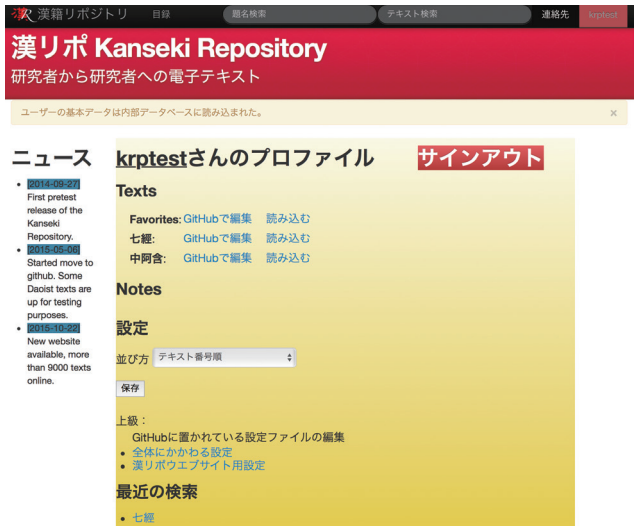 漢籍リポジトリ 目録 題名検索 テキスト検索 連絡先 krptest
漢リポ Kanseki Repository
研究者から研究者への電子テキスト
ユーザーの基本データは内部データベースに読み込まれた。 ×
ニュース
[2014-09-27]
First pretest
release of the
Kanseki
Repository.
[2015-05-06]
Started move to
github. Some
Daoist texts are
up for testing
purposes.
[2015-10-22]
New website
available, more
than 9000 texts
online.
krptestさんのプロファイル サインアウト
Texts
Favorites: GitHubで編集 読み込む
七經: GitHubで編集 読み込む
中阿含: GitHubで編集 読み込む
Notes
設定
並び方 テキスト番号順
保存
上級：
GitHubに置かれている設定ファイルの編集
全体にかかわる設定
漢リポウエブサイト用設定
最近の検索
七經